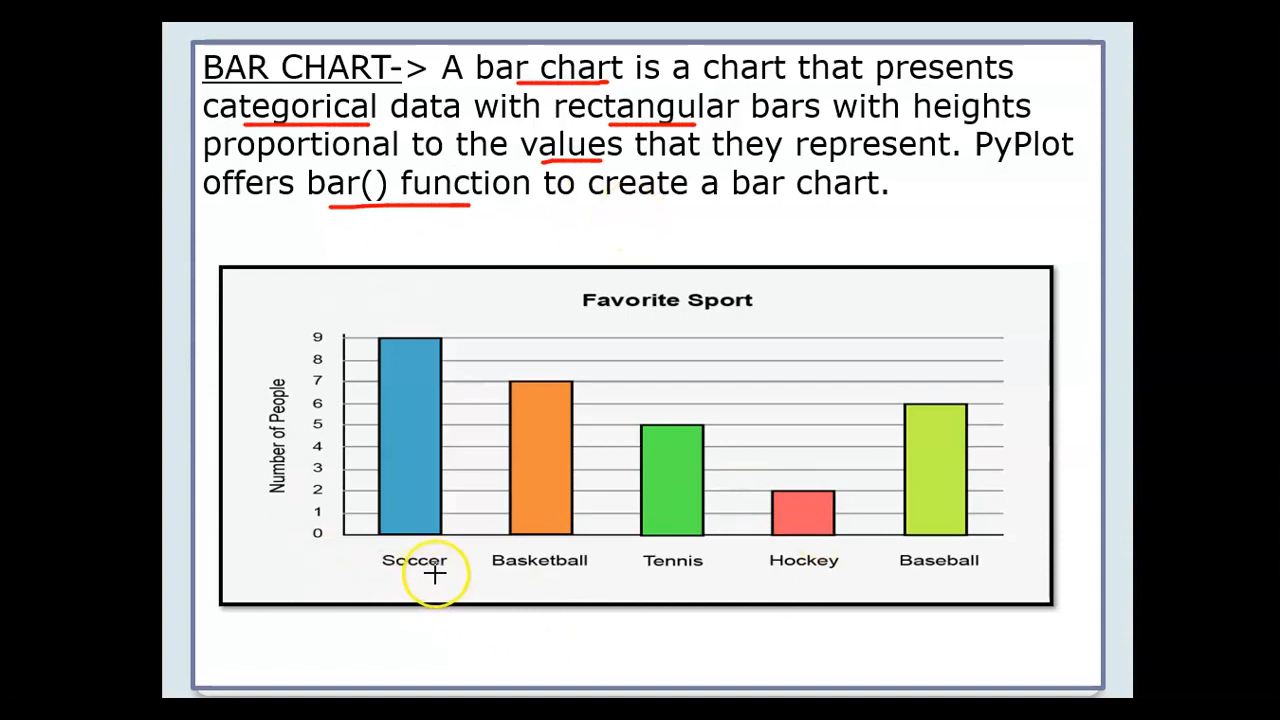 BAR CHART-> A bar chart is a chart that presents
categorical data with rectangular bars with heights
proportional to the values that they represent. PyPlot
offers bar() function to create a bar chart.
Favorite Sport
Number of People
9
8
7
6
5
4
3
2
1
0
Soccer Basketball Tennis Hockey Baseball